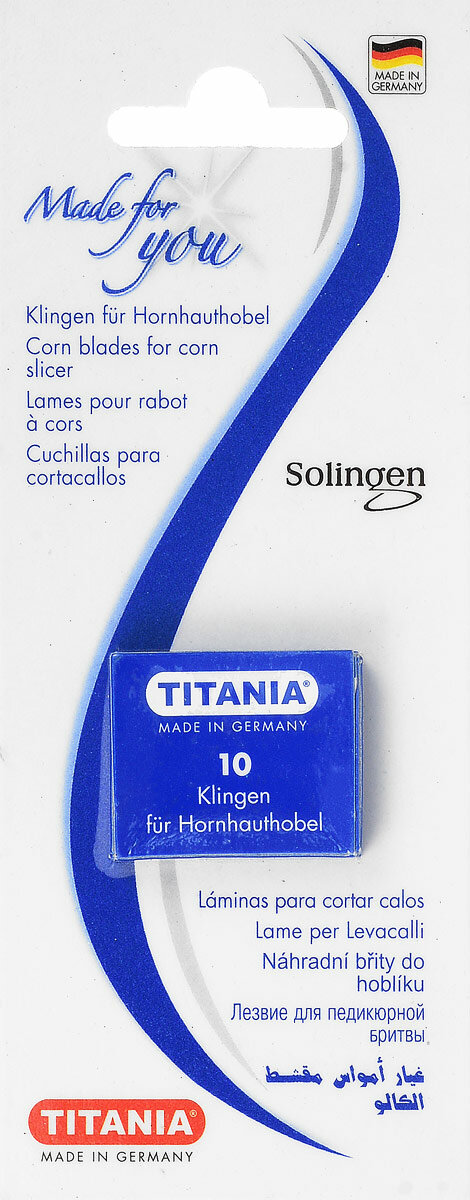 MADE IN
GERMANY
Made for
you
Klingen für Hornhauthobel
Corn blades for corn
slicer
Lames pour rabot
à cors
Cuchillas para
cortacallos
Solingen
TITANIA®
MADE IN GERMANY
10
Klingen
für Hornhauthobel
Láminas para cortar calos
Lame per Levacalli
Náhradní břity do
hoblíku
Лезвие для педикюрной
бритвы
غيار أمواس مقشط
الكالو
TITANIA®
MADE IN GERMANY